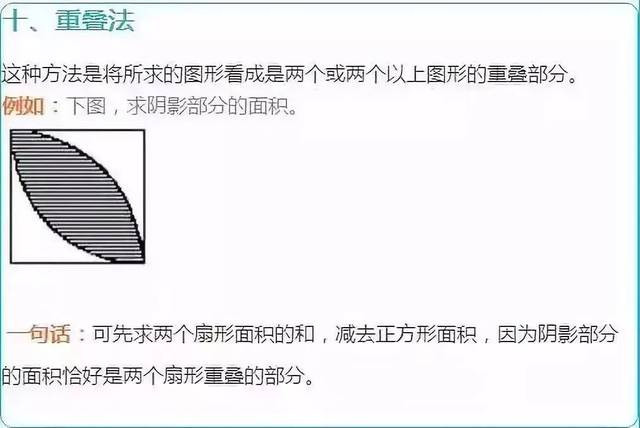 十、重叠法
这种方法是将所求的图形看成是两个或两个以上图形的重叠部分。
例如：下图，求阴影部分的面积。
一句话：可先求两个扇形面积的和，减去正方形面积，因为阴影部分
的面积恰好是两个扇形重叠的部分。